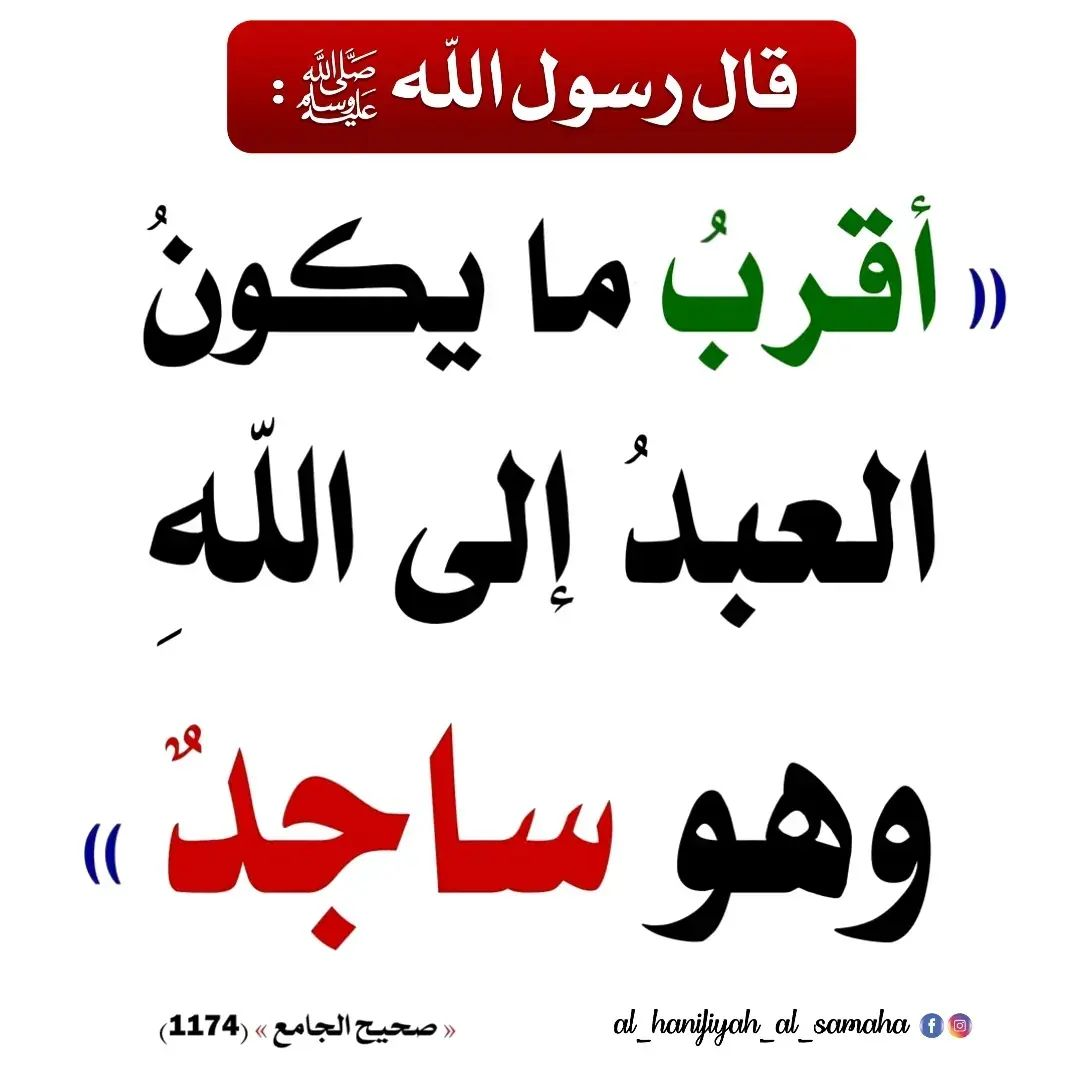 قال رسول الله ﷺ :
(( أقربُ ما يكونُ
العبدُ إلى اللّهِ
وهو ساجدٌ ))
« صحيح الجامع » (1174)
al_hanifiyah_al_samaha